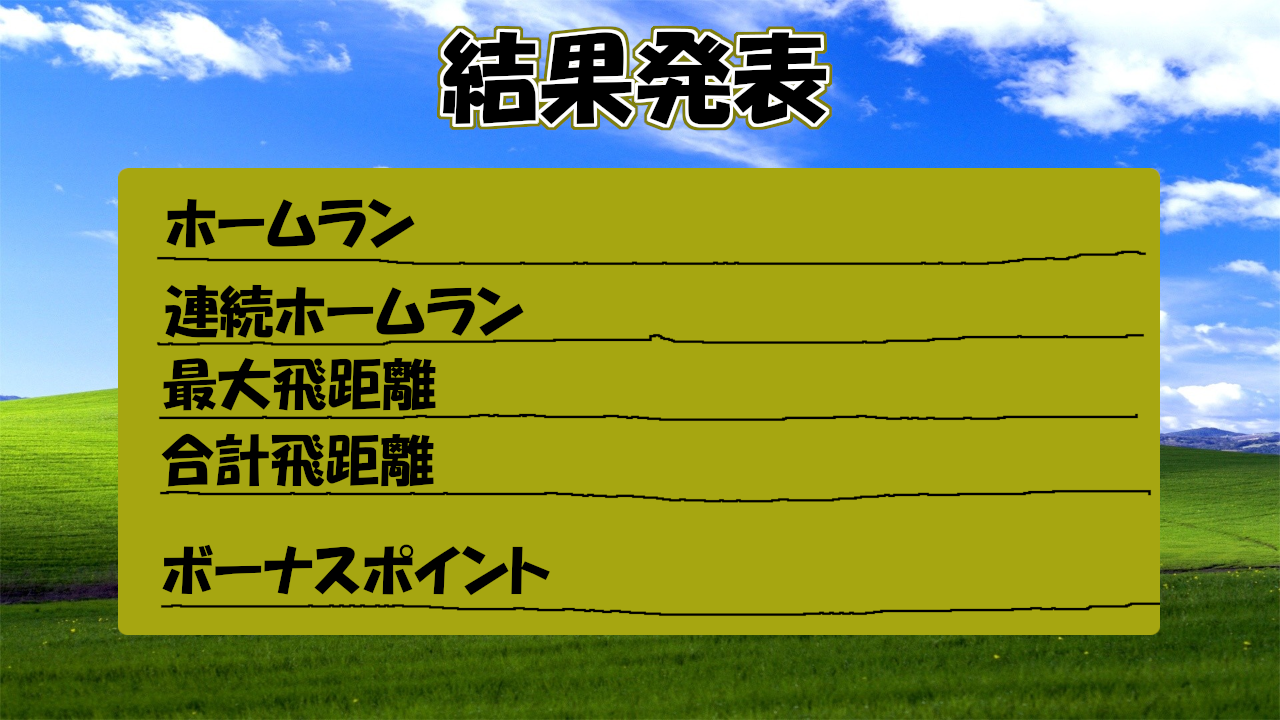 結果発表
ホームラン
連続ホームラン
最大飛距離
合計飛距離
ボーナスポイント